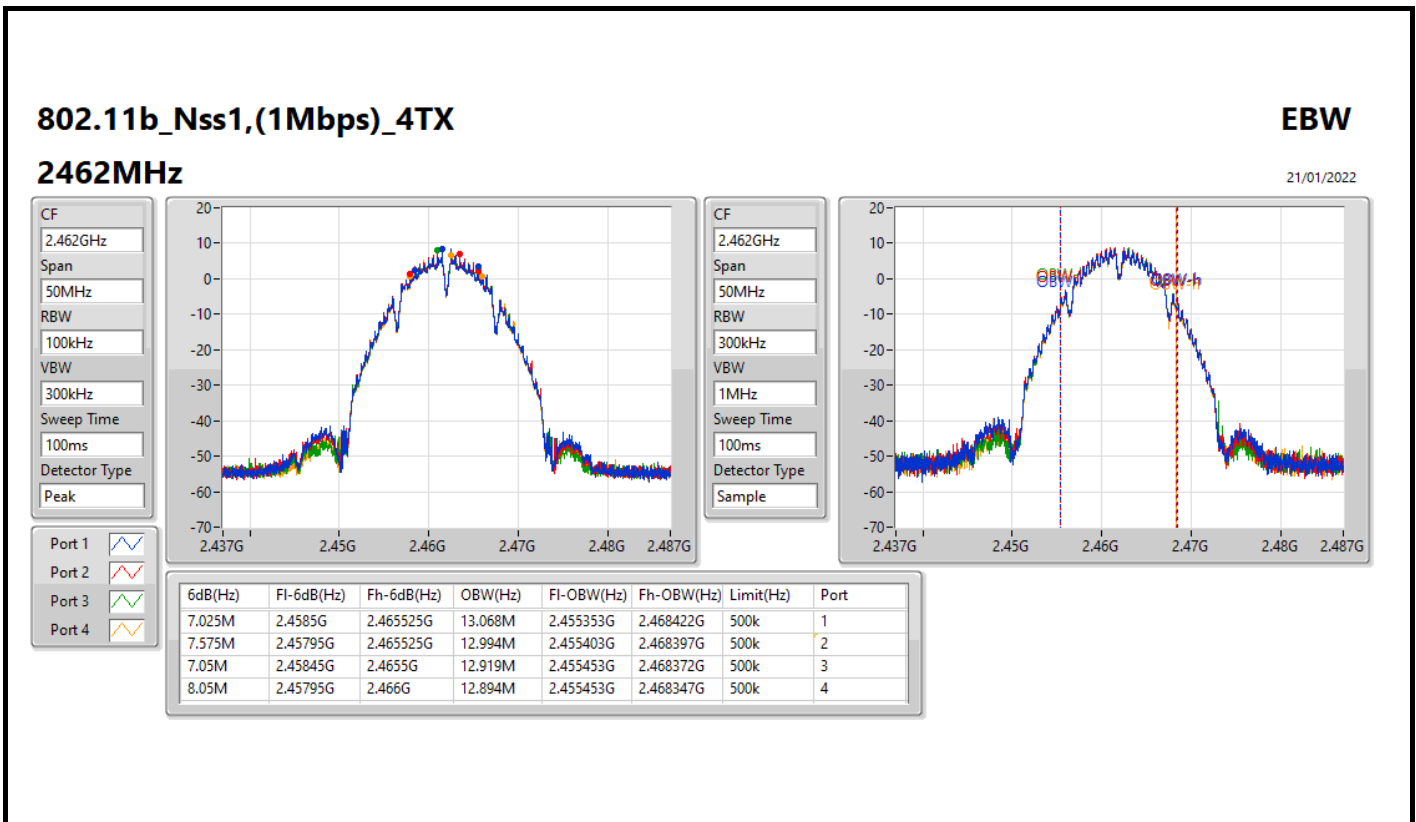 802.11b_Nss1,(1Mbps)_4TX EBW
2462MHz 21/01/2022
CF
2.462GHz
Span
50MHz
RBW
100kHz
VBW
300kHz
Sweep Time
100ms
Detector Type
Peak
20
10
0
-10
-20
-30
-40
-50
-60
-70
2.437G 2.45G 2.46G 2.47G 2.48G 2.487G
CF
2.462GHz
Span
50MHz
RBW
300kHz
VBW
1MHz
Sweep Time
100ms
Detector Type
Sample
20
10
0
-10
-20
-30
-40
-50
-60
-70
OBW-h
2.437G 2.45G 2.46G 2.47G 2.48G 2.487G
Port 1
Port 2
Port 3
Port 4
6dB(Hz) Fl-6dB(Hz) Fh-6dB(Hz) OBW(Hz) Fl-OBW(Hz) Fh-OBW(Hz) Limit(Hz) Port
7.025M 2.4585G 2.465525G 13.068M 2.455353G 2.468422G 500k 1
7.575M 2.45795G 2.465525G 12.994M 2.455403G 2.468397G 500k 2
7.05M 2.45845G 2.4655G 12.919M 2.455453G 2.468372G 500k 3
8.05M 2.45795G 2.466G 12.894M 2.455453G 2.468347G 500k 4